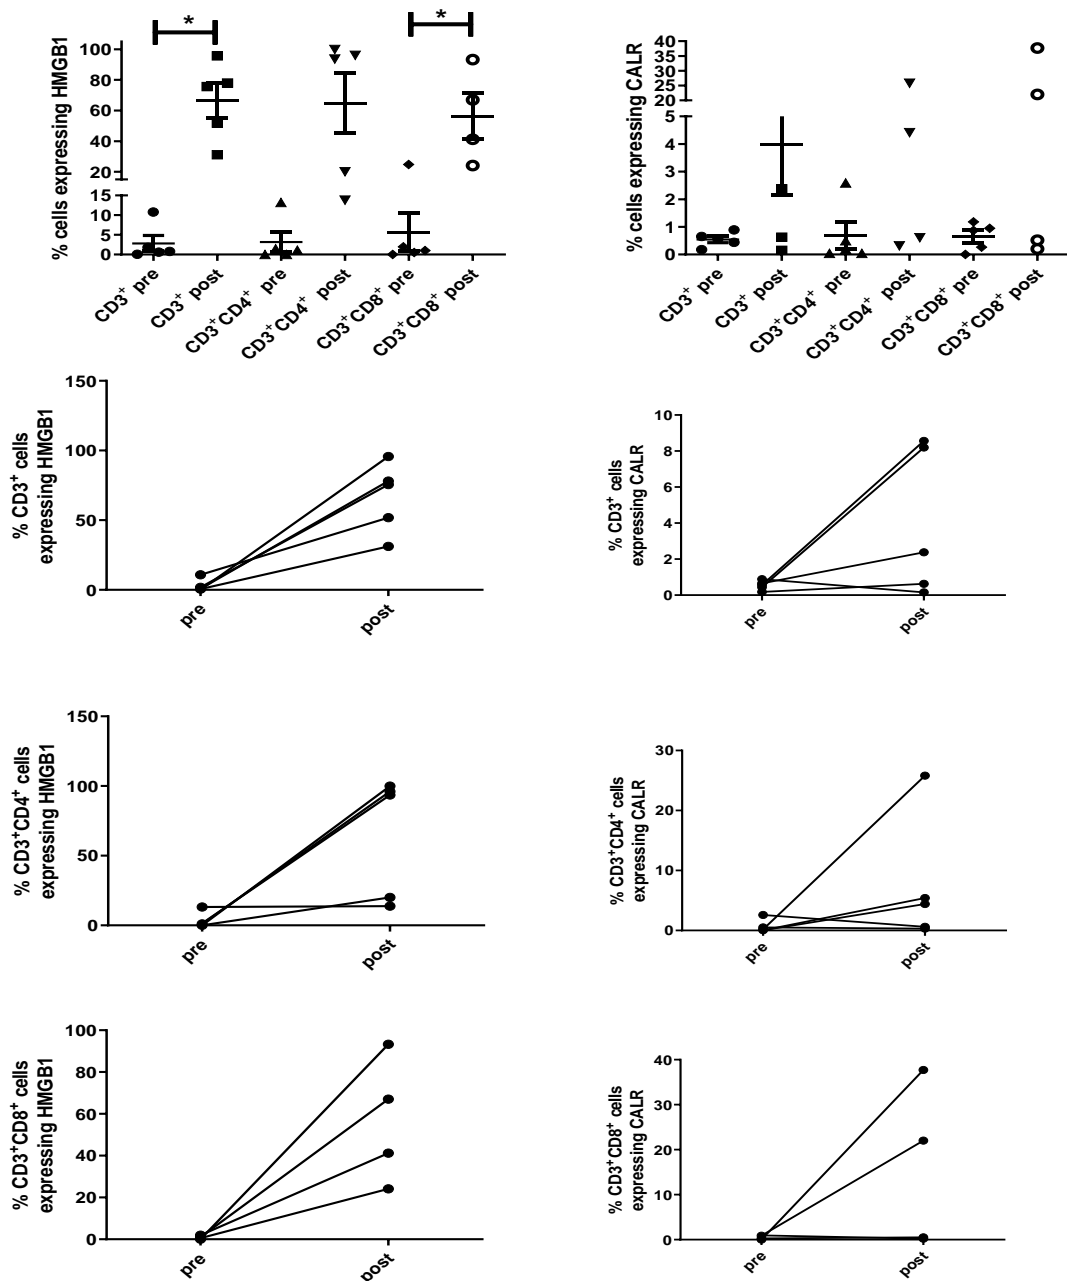 * *
% cells expressing HMGB1
100
80
60
40
20
15
10
5
0
CD3⁺ pre
CD3⁺ post
CD3⁺CD4⁺ pre
CD3⁺CD4⁺ post
CD3⁺CD8⁺ pre
CD3⁺CD8⁺ post
% cells expressing CALR
40
35
30
25
20
5
4
3
2
1
0
CD3⁺ pre
CD3⁺ post
CD3⁺CD4⁺ pre
CD3⁺CD4⁺ post
CD3⁺CD8⁺ pre
CD3⁺CD8⁺ post
% CD3⁺ cells
expressing HMGB1
150
100
50
0
pre
post
% CD3⁺ cells
expressing CALR
10
8
6
4
2
0
pre
post
% CD3⁺CD4⁺ cells
expressing HMGB1
150
100
50
0
pre
post
% CD3⁺CD4⁺ cells
expressing CALR
30
20
10
0
pre
post
% CD3⁺CD8⁺ cells
expressing HMGB1
100
80
60
40
20
0
pre
post
% CD3⁺CD8⁺ cells
expressing CALR
40
30
20
10
0
pre
post